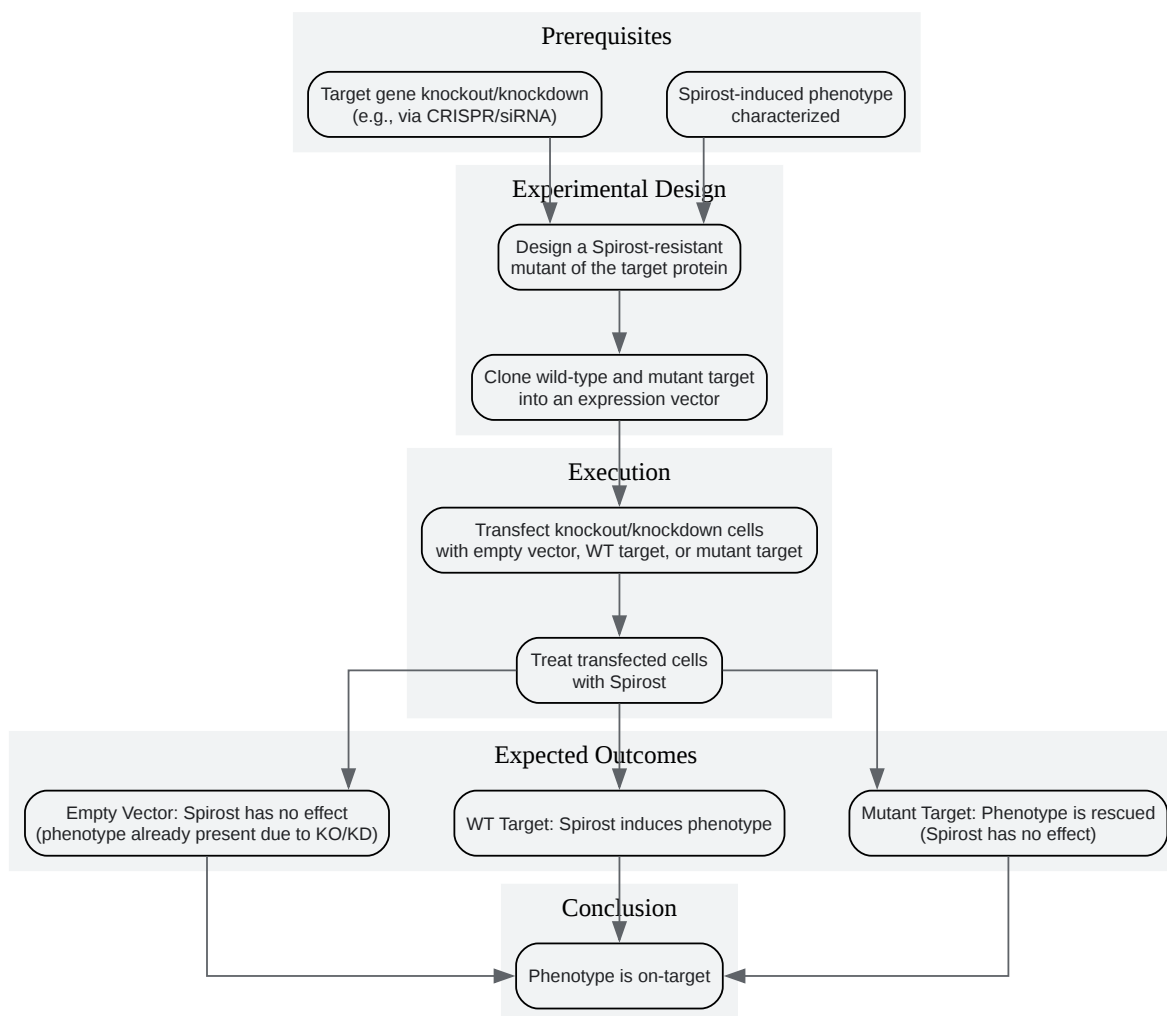 Prerequisites
Target gene knockout/knockdown
(e.g., via CRISPR/siRNA)
Spirost-induced phenotype
characterized
Experimental Design
Design a Spirost-resistant
mutant of the target protein
Clone wild-type and mutant target
into an expression vector
Execution
Transfect knockout/knockdown cells
with empty vector, WT target, or mutant target
Treat transfected cells
with Spirost
Expected Outcomes
Empty Vector: Spirost has no effect
(phenotype already present due to KO/KD)
WT Target: Spirost induces phenotype
Mutant Target: Phenotype is rescued
(Spirost has no effect)
Conclusion
Phenotype is on-target